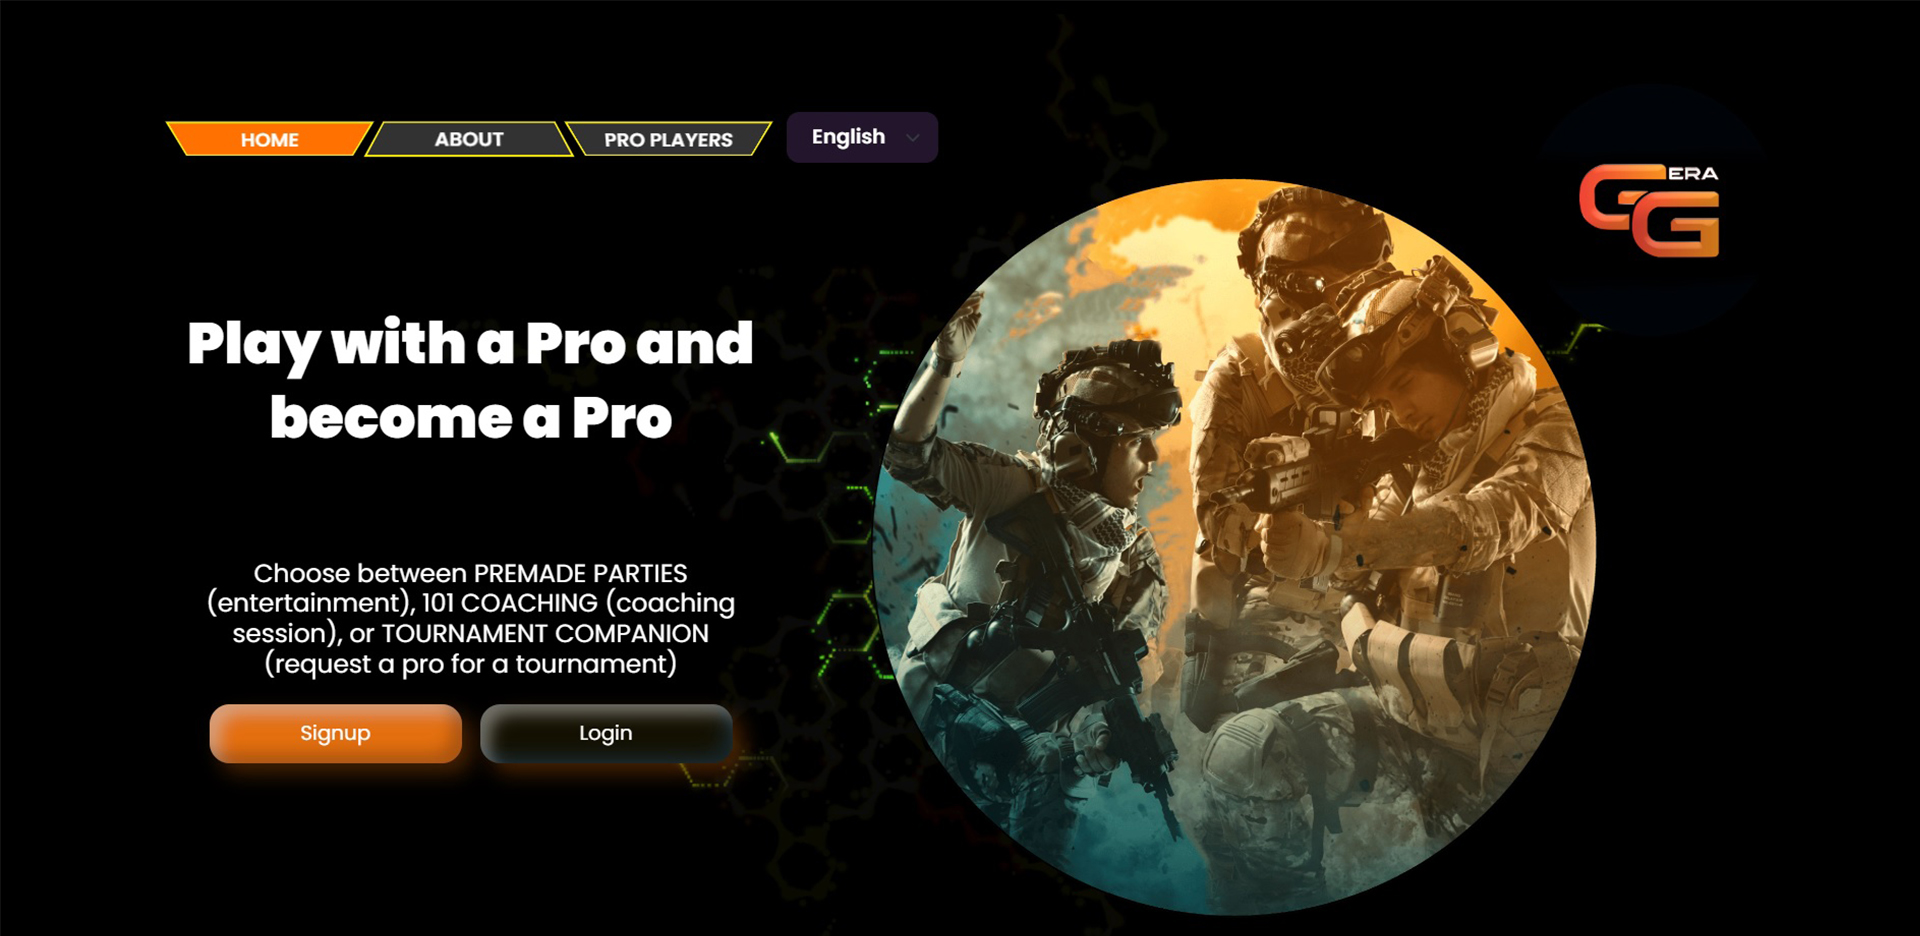 HOME
ABOUT
PRO PLAYERS
English
ERA
GG
Play with a Pro and
become a Pro
Choose between PREMADE PARTIES
(entertainment), 101 COACHING (coaching
session), or TOURNAMENT COMPANION
(request a pro for a tournament)
Signup
Login